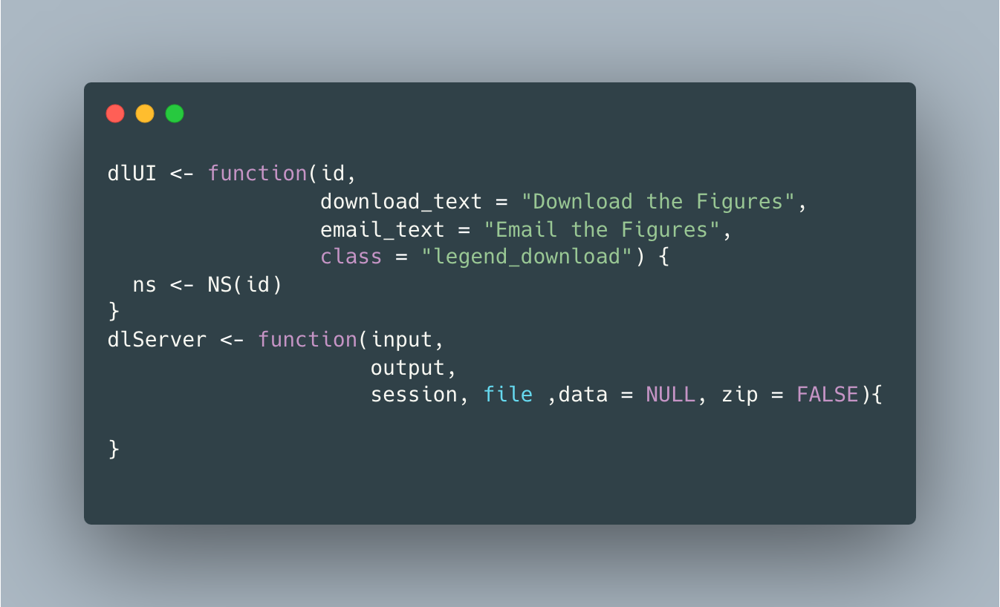 dlUI <- function(id,
                 download_text = "Download the Figures",
                 email_text = "Email the Figures",
                 class = "legend_download") {
  ns <- NS(id)
}
dlServer <- function(input,
                     output,
                     session, file ,data = NULL, zip = FALSE){
}